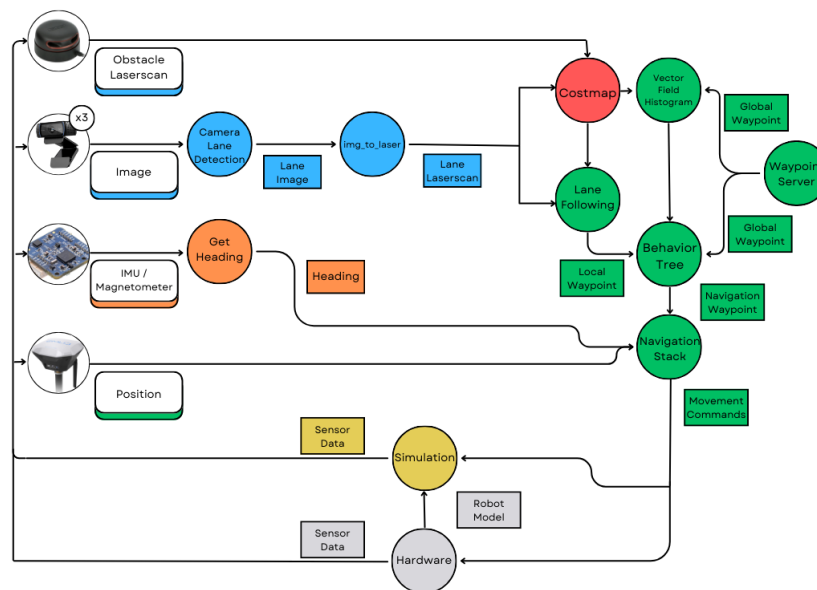 Obstacle
Laserscan
x3
Image
Camera
Lane
Detection
Lane
Image
img_to_laser
Lane
Laserscan
Costmap
Vector
Field
Histogram
Global
Waypoint
Waypoint
Server
Lane
Following
Global
Waypoint
Behavior
Tree
Local
Waypoint
IMU /
Magnetometer
Get
Heading
Heading
Navigation
Waypoint
Navigation
Stack
Position
Movement
Commands
Sensor
Data
Simulation
Robot
Model
Sensor
Data
Hardware